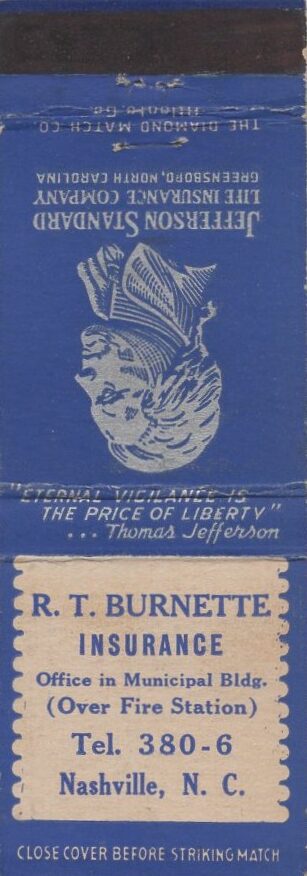 THE DIAMOND MATCH CO.
Atlanta, Ga.
JEFFERSON STANDARD
LIFE INSURANCE COMPANY
GREENSBORO, NORTH CAROLINA
"ETERNAL VIGILANCE IS
THE PRICE OF LIBERTY"
... Thomas Jefferson
R. T. BURNETTE
INSURANCE
Office in Municipal Bldg.
(Over Fire Station)
Tel. 380-6
Nashville, N. C.
CLOSE COVER BEFORE STRIKING MATCH